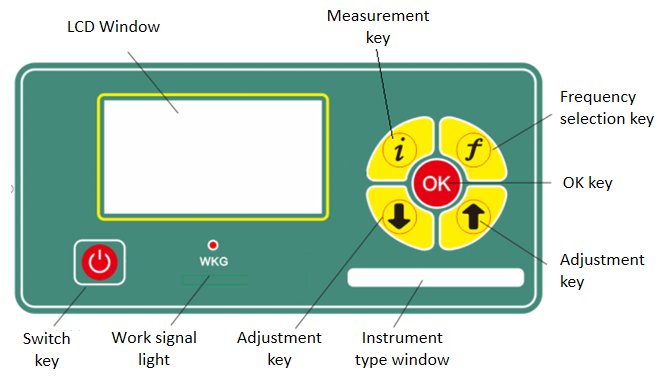 Measurement
key
LCD Window
Frequency
selection key
i
f
OK
OK key
WKG
Adjustment
key
Switch
key
Work signal
light
Adjustment
key
Instrument
type window